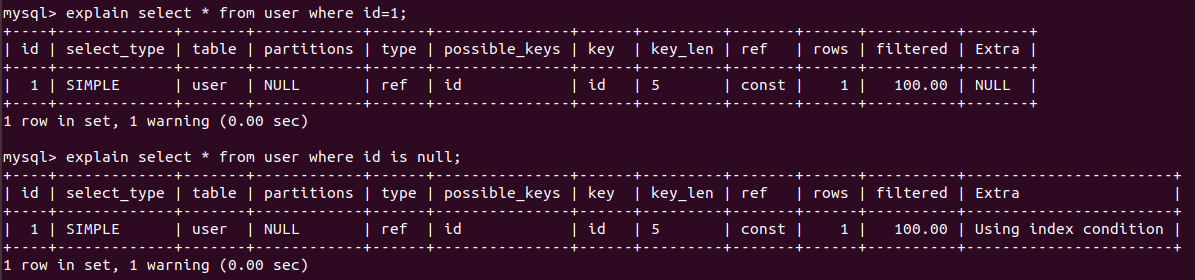 mysql> explain select * from user where id=1;
+----+-------------+-------+------------+------+---------------+------+---------+-------+------+----------+-------+
| id | select_type | table | partitions | type | possible_keys | key  | key_len | ref   | rows | filtered | Extra |
+----+-------------+-------+------------+------+---------------+------+---------+-------+------+----------+-------+
|  1 | SIMPLE      | user  | NULL       | ref  | id            | id   | 5       | const |    1 |   100.00 | NULL  |
+----+-------------+-------+------------+------+---------------+------+---------+-------+------+----------+-------+
1 row in set, 1 warning (0.00 sec)
mysql> explain select * from user where id is null;
+----+-------------+-------+------------+------+---------------+------+---------+-------+------+----------+-----------------------+
| id | select_type | table | partitions | type | possible_keys | key  | key_len | ref   | rows | filtered | Extra                 |
+----+-------------+-------+------------+------+---------------+------+---------+-------+------+----------+-----------------------+
|  1 | SIMPLE      | user  | NULL       | ref  | id            | id   | 5       | const |    1 |   100.00 | Using index condition |
+----+-------------+-------+------------+------+---------------+------+---------+-------+------+----------+-----------------------+
1 row in set, 1 warning (0.00 sec)